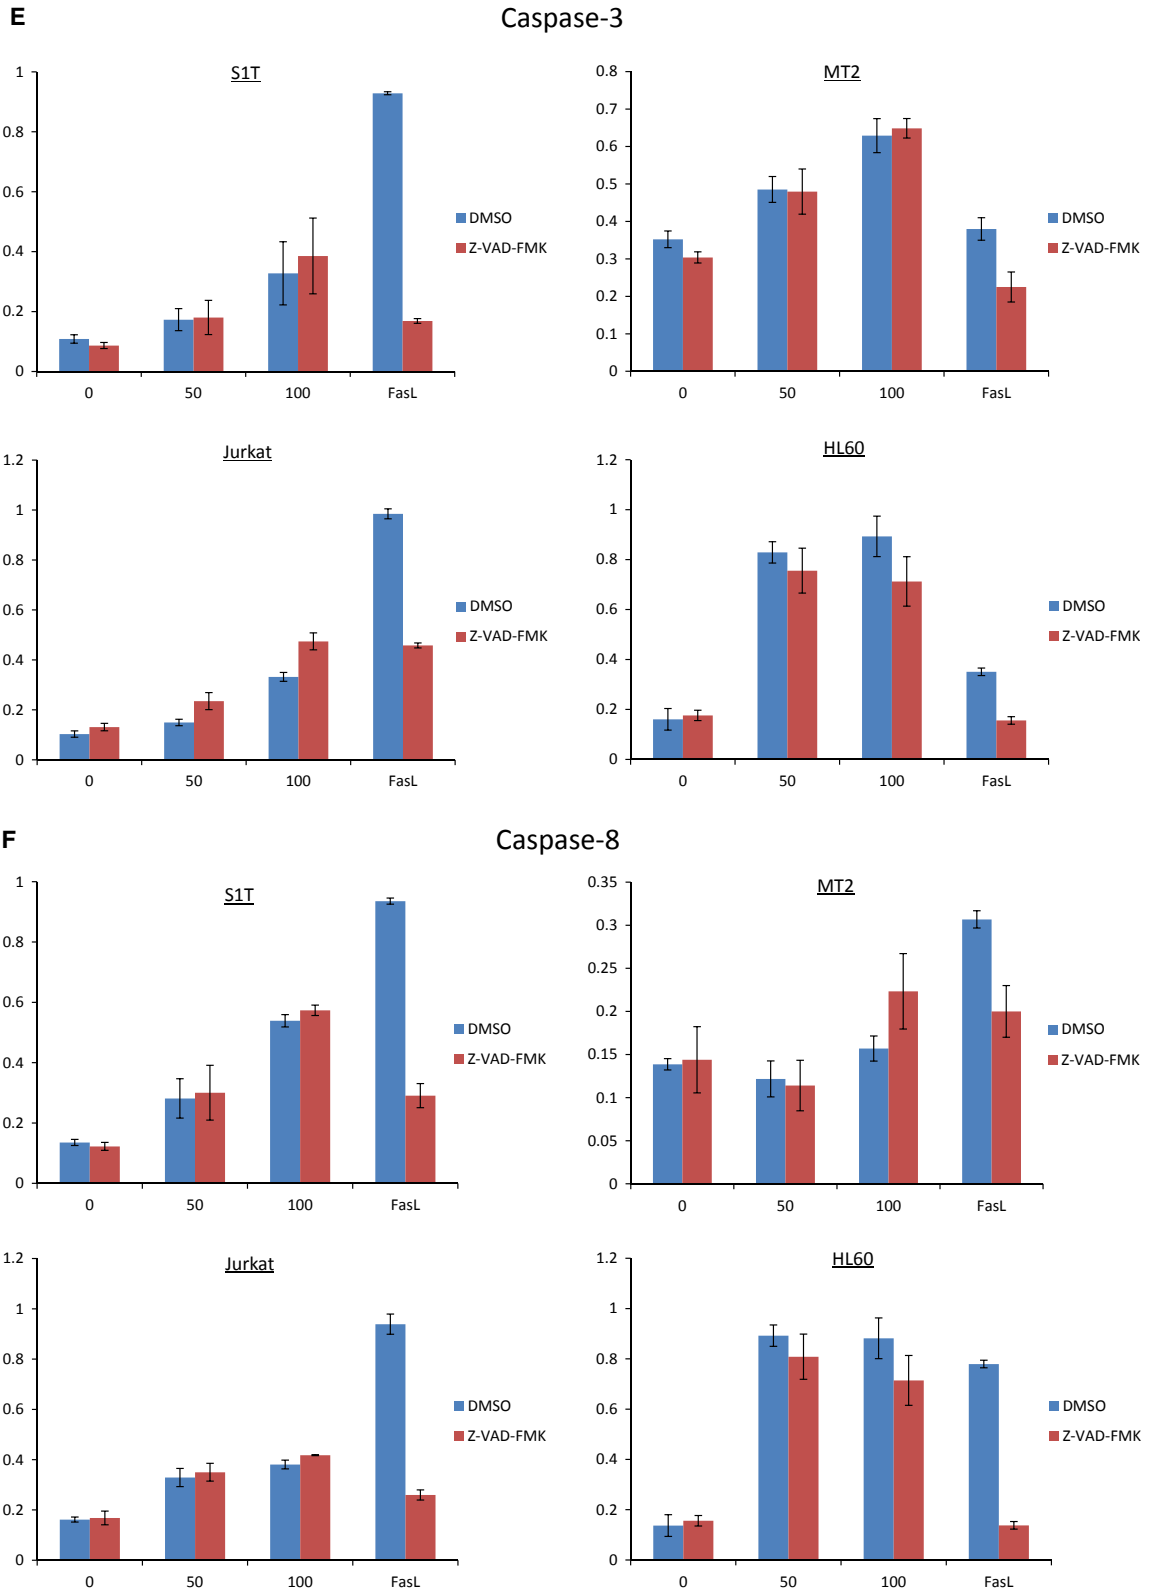 E
Caspase-3
S1T
1
0.8
0.6
0.4
0.2
0
0 50 100 FasL
DMSO
Z-VAD-FMK
MT2
0.8
0.7
0.6
0.5
0.4
0.3
0.2
0.1
0
0 50 100 FasL
DMSO
Z-VAD-FMK
Jurkat
1.2
1
0.8
0.6
0.4
0.2
0
0 50 100 FasL
DMSO
Z-VAD-FMK
HL60
1.2
1
0.8
0.6
0.4
0.2
0
0 50 100 FasL
DMSO
Z-VAD-FMK
F
Caspase-8
S1T
1
0.8
0.6
0.4
0.2
0
0 50 100 FasL
DMSO
Z-VAD-FMK
MT2
0.35
0.3
0.25
0.2
0.15
0.1
0.05
0
0 50 100 FasL
DMSO
Z-VAD-FMK
Jurkat
1.2
1
0.8
0.6
0.4
0.2
0
0 50 100 FasL
DMSO
Z-VAD-FMK
HL60
1.2
1
0.8
0.6
0.4
0.2
0
0 50 100 FasL
DMSO
Z-VAD-FMK